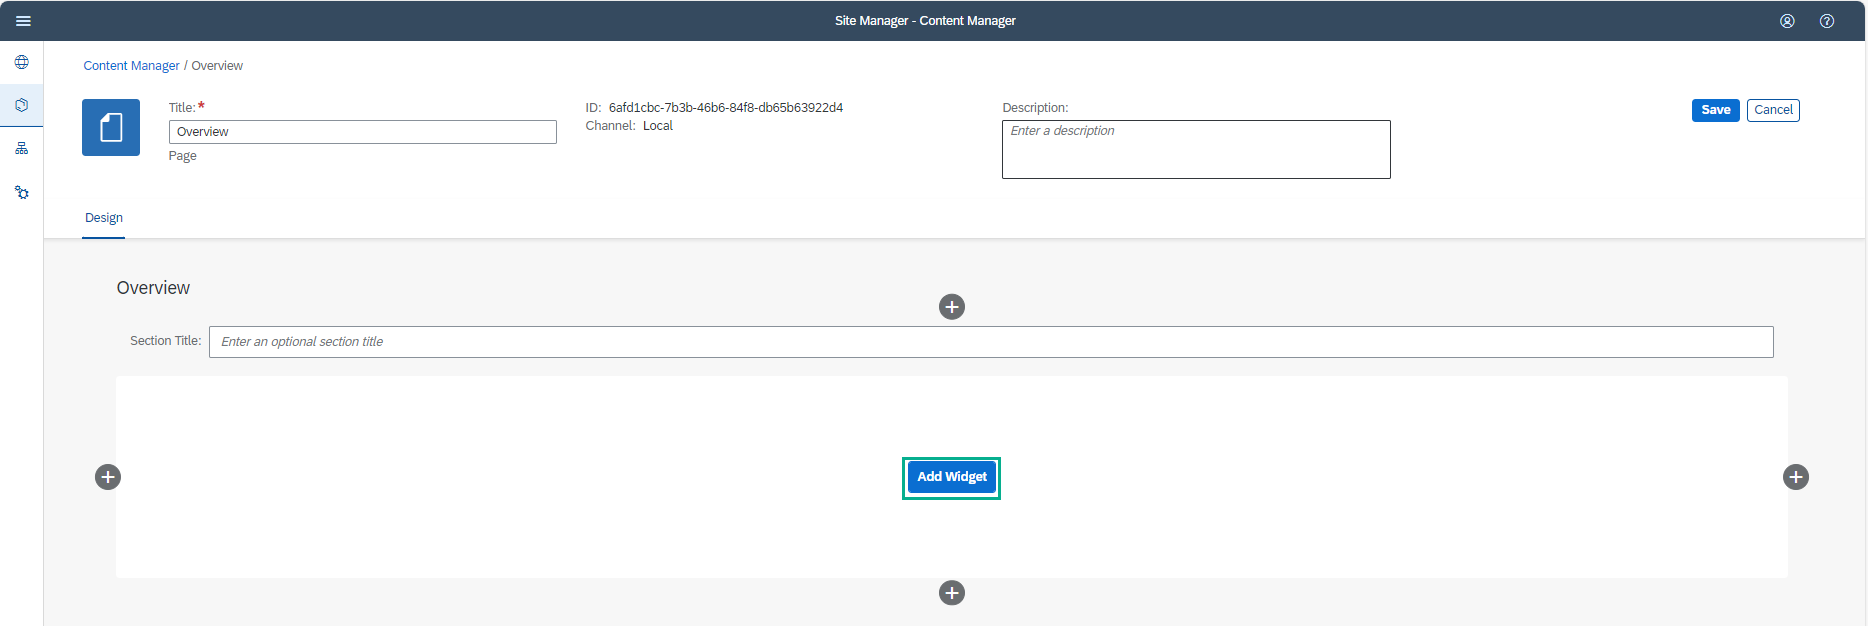 Site Manager - Content Manager
Content Manager / Overview
Title: *
Overview
Page
ID: 6afd1cbc-7b3b-46b6-84f8-db65b63922d4
Channel: Local
Description:
Enter a description
Save
Cancel
Design
Overview
Section Title:
Enter an optional section title
Add Widget